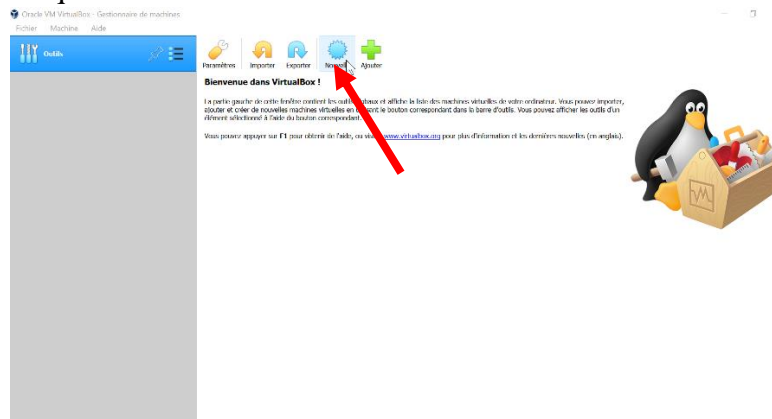 Oracle VM VirtualBox - Gestionnaire de machines
Fichier Machine Aide
Outils
Paramètres Importer Exporter Ajouter
Bienvenue dans VirtualBox !
La partie gauche de cette fenêtre contient les outils et affiche la liste des machines virtuelles de votre ordinateur. Vous pouvez importer,
ajouter et créer de nouvelles machines virtuelles en le bouton correspondant dans la barre d'outils. Vous pouvez afficher les outils d'un
élément sélectionné à l'aide du bouton correspondant.
Vous pouvez appuyer sur F1 pour obtenir de l'aide, ou www.virtualbox.org pour plus d'information et les dernières nouvelles (en anglais).